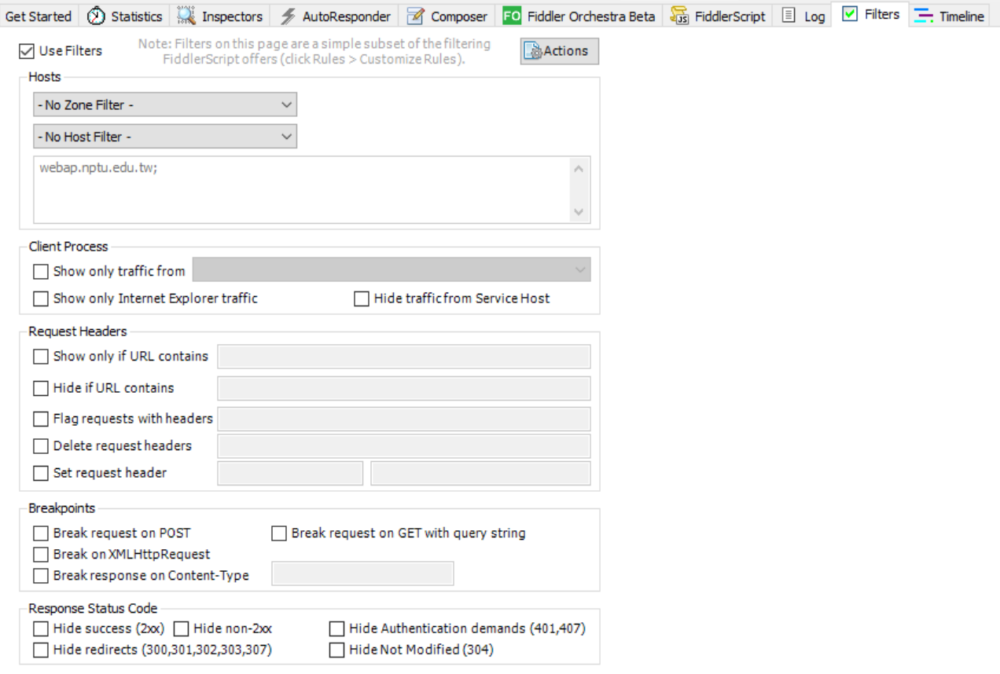 Get Started Statistics Inspectors AutoResponder Composer FO Fiddler Orchestra Beta FiddlerScript Log Filters Timeline
Use Filters
Note: Filters on this page are a simple subset of the filtering
FiddlerScript offers (click Rules > Customize Rules).
Actions
Hosts
- No Zone Filter -
- No Host Filter -
webap.nptu.edu.tw;
Client Process
Show only traffic from
Show only Internet Explorer traffic Hide traffic from Service Host
Request Headers
Show only if URL contains
Hide if URL contains
Flag requests with headers
Delete request headers
Set request header
Breakpoints
Break request on POST Break request on GET with query string
Break on XMLHttpRequest
Break response on Content-Type
Response Status Code
Hide success (2xx) Hide non-2xx Hide Authentication demands (401,407)
Hide redirects (300,301,302,303,307) Hide Not Modified (304)